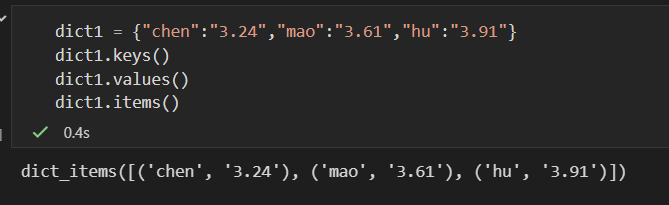 dict1 = {"chen":"3.24","mao":"3.61","hu":"3.91"}
dict1.keys()
dict1.values()
dict1.items()
0.4s
dict_items([('chen', '3.24'), ('mao', '3.61'), ('hu', '3.91')])